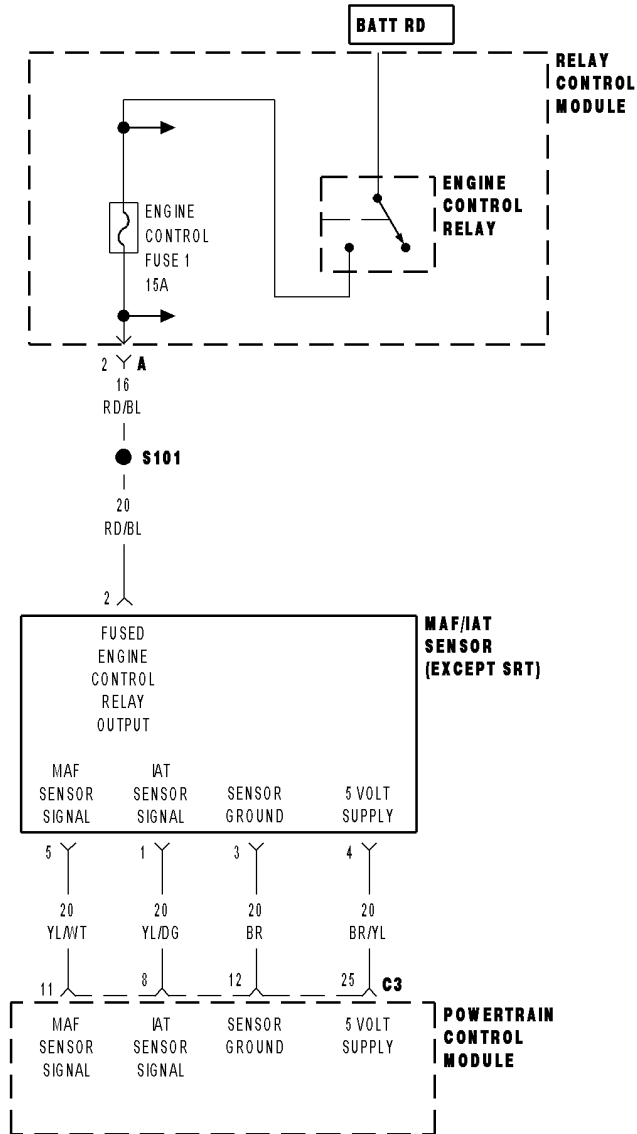 BATT RD
RELAY
CONTROL
MODULE
ENGINE
CONTROL
RELAY
ENGINE
CONTROL
FUSE 1
15A
2 A
16
RD/BL
S101
20
RD/BL
2
MAF/IAT
SENSOR
(EXCEPT SRT)
FUSED
ENGINE
CONTROL
RELAY
OUTPUT
MAF
SENSOR
SIGNAL
IAT
SENSOR
SIGNAL
SENSOR
GROUND
5 VOLT
SUPPLY
5 1 3 4
20 20 20 20
YL/WT YL/DG BR BR/YL
11 8 12 25 C3
MAF
SENSOR
SIGNAL
IAT
SENSOR
SIGNAL
SENSOR
GROUND
5 VOLT
SUPPLY
POWERTRAIN
CONTROL
MODULE